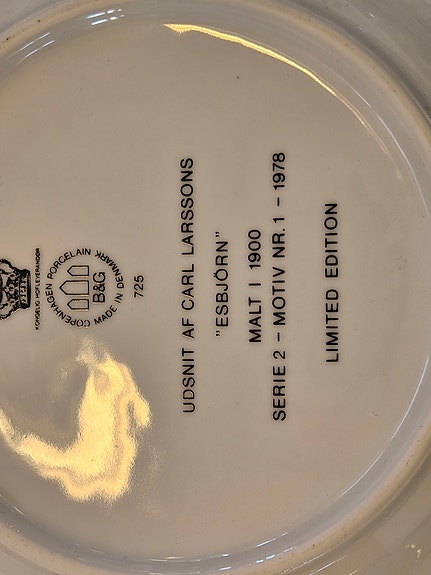 KONGELIG HOFLEVERANDØR
COPENHAGEN PORCELAIN
B&G
MADE IN DENMARK
725
UDSNIT AF CARL LARSSONS
"ESBJÖRN"
MALT I 1900
SERIE 2 - MOTIV NR. 1 - 1978
LIMITED EDITION